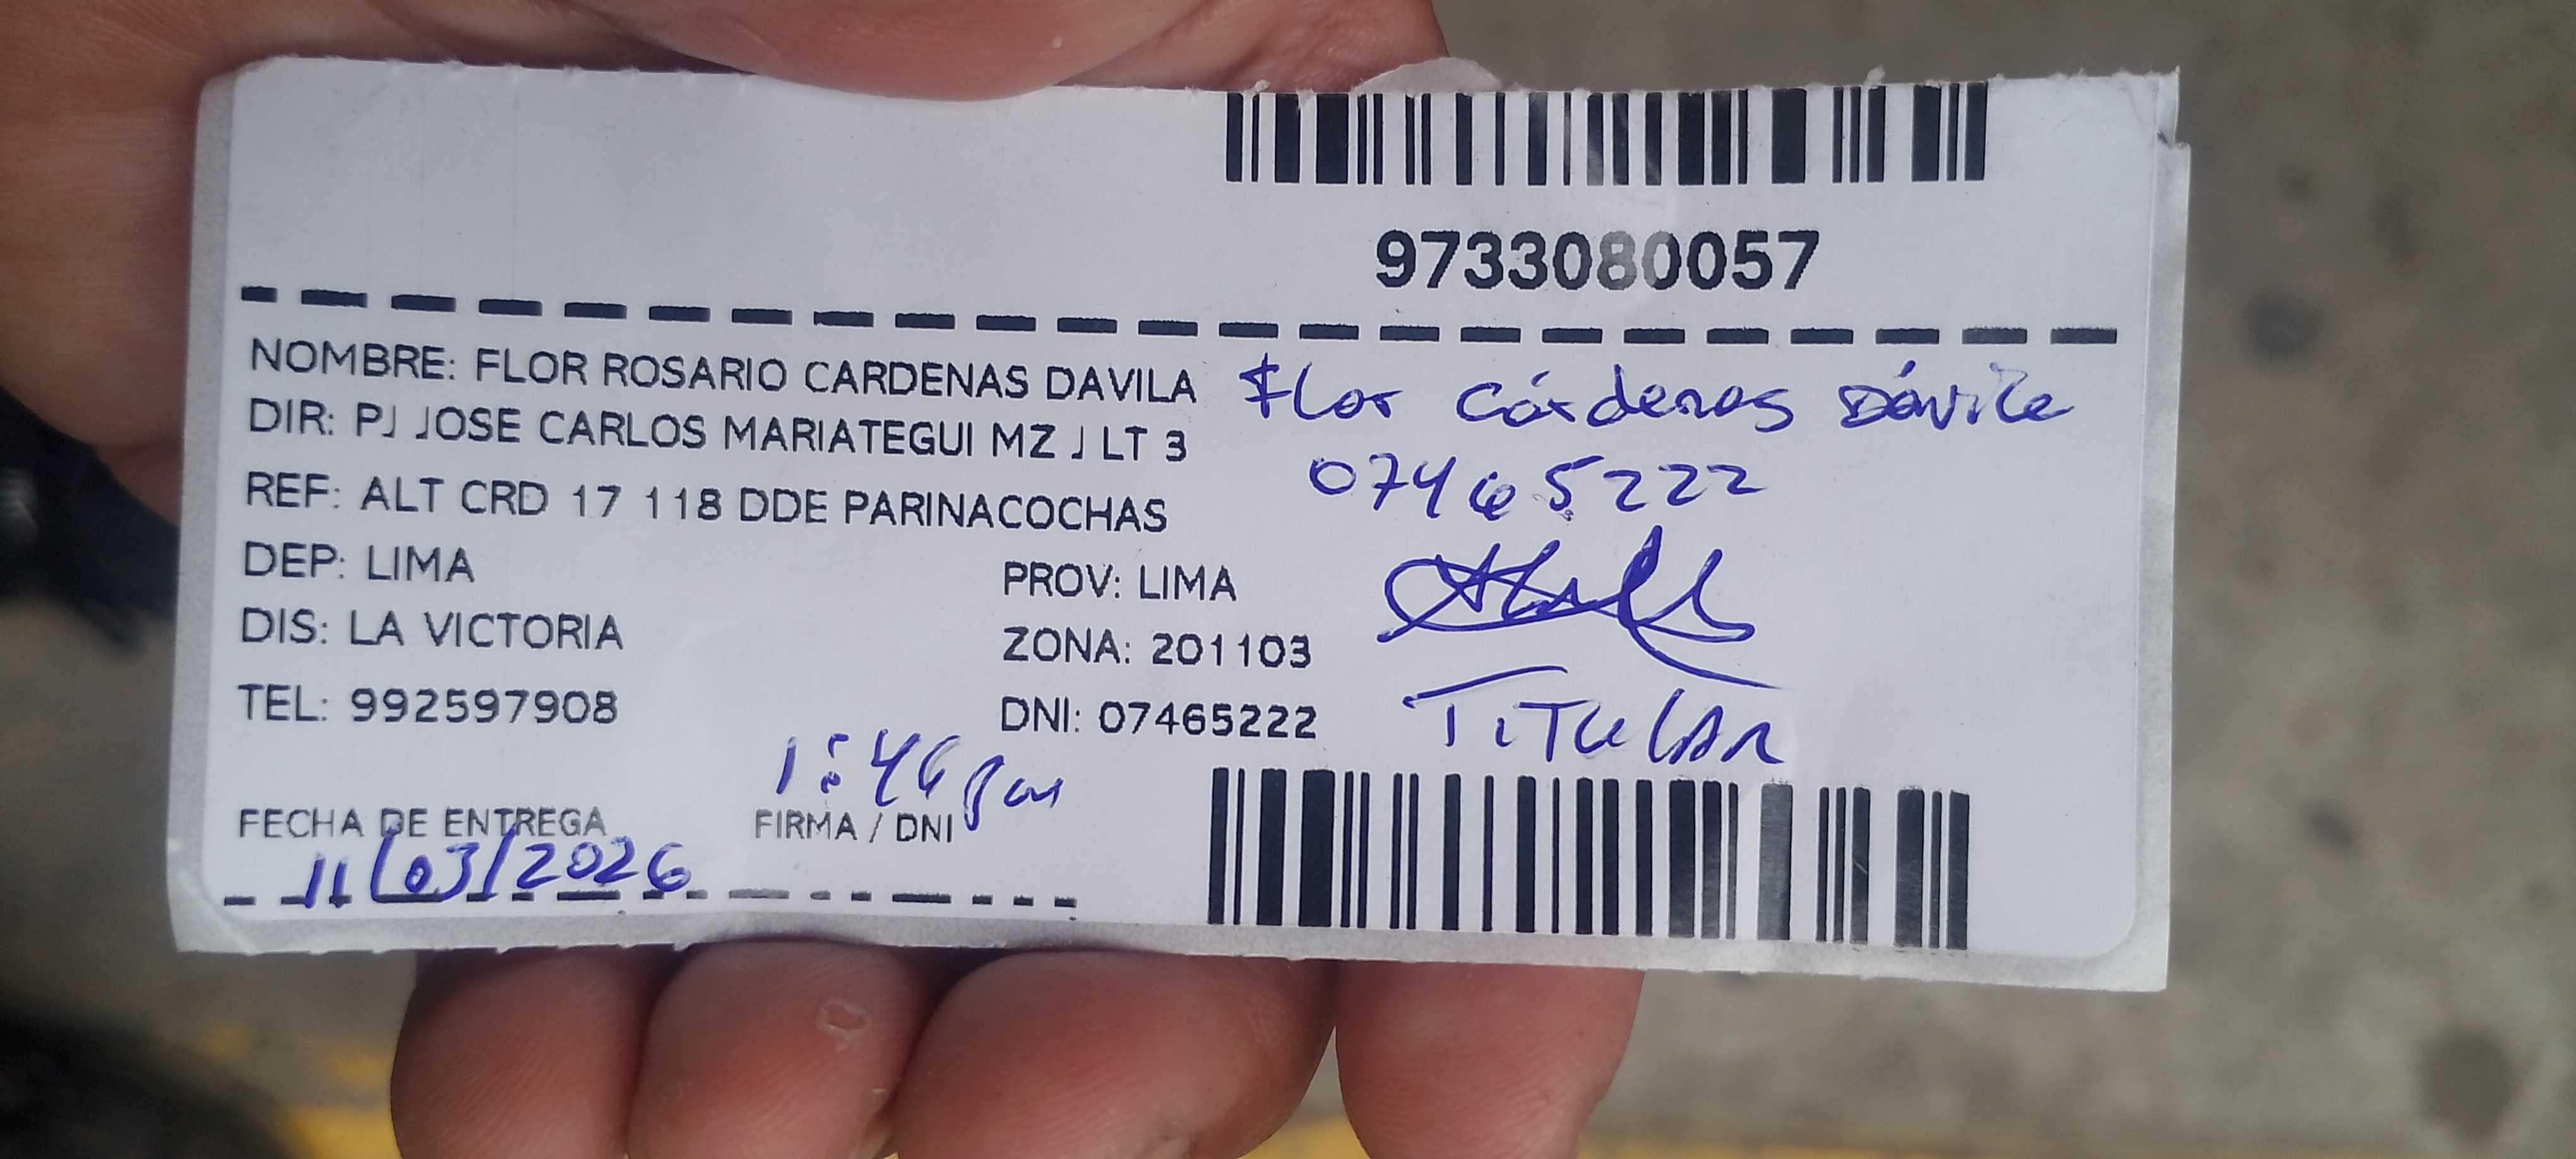 9733080057
NOMBRE: FLOR ROSARIO CARDENAS DAVILA
Flor Cárdenas Dávila
DIR: PJ JOSE CARLOS MARIATEGUI MZ J LT 3
07465222
REF: ALT CRD 17 118 DDE PARINACOCHAS
DEP: LIMA
PROV: LIMA
DIS: LA VICTORIA
ZONA: 201103
TEL: 992597908
DNI: 07465222
TITULAR
1:46 pm
FECHA DE ENTREGA
FIRMA / DNI
11/03/2026